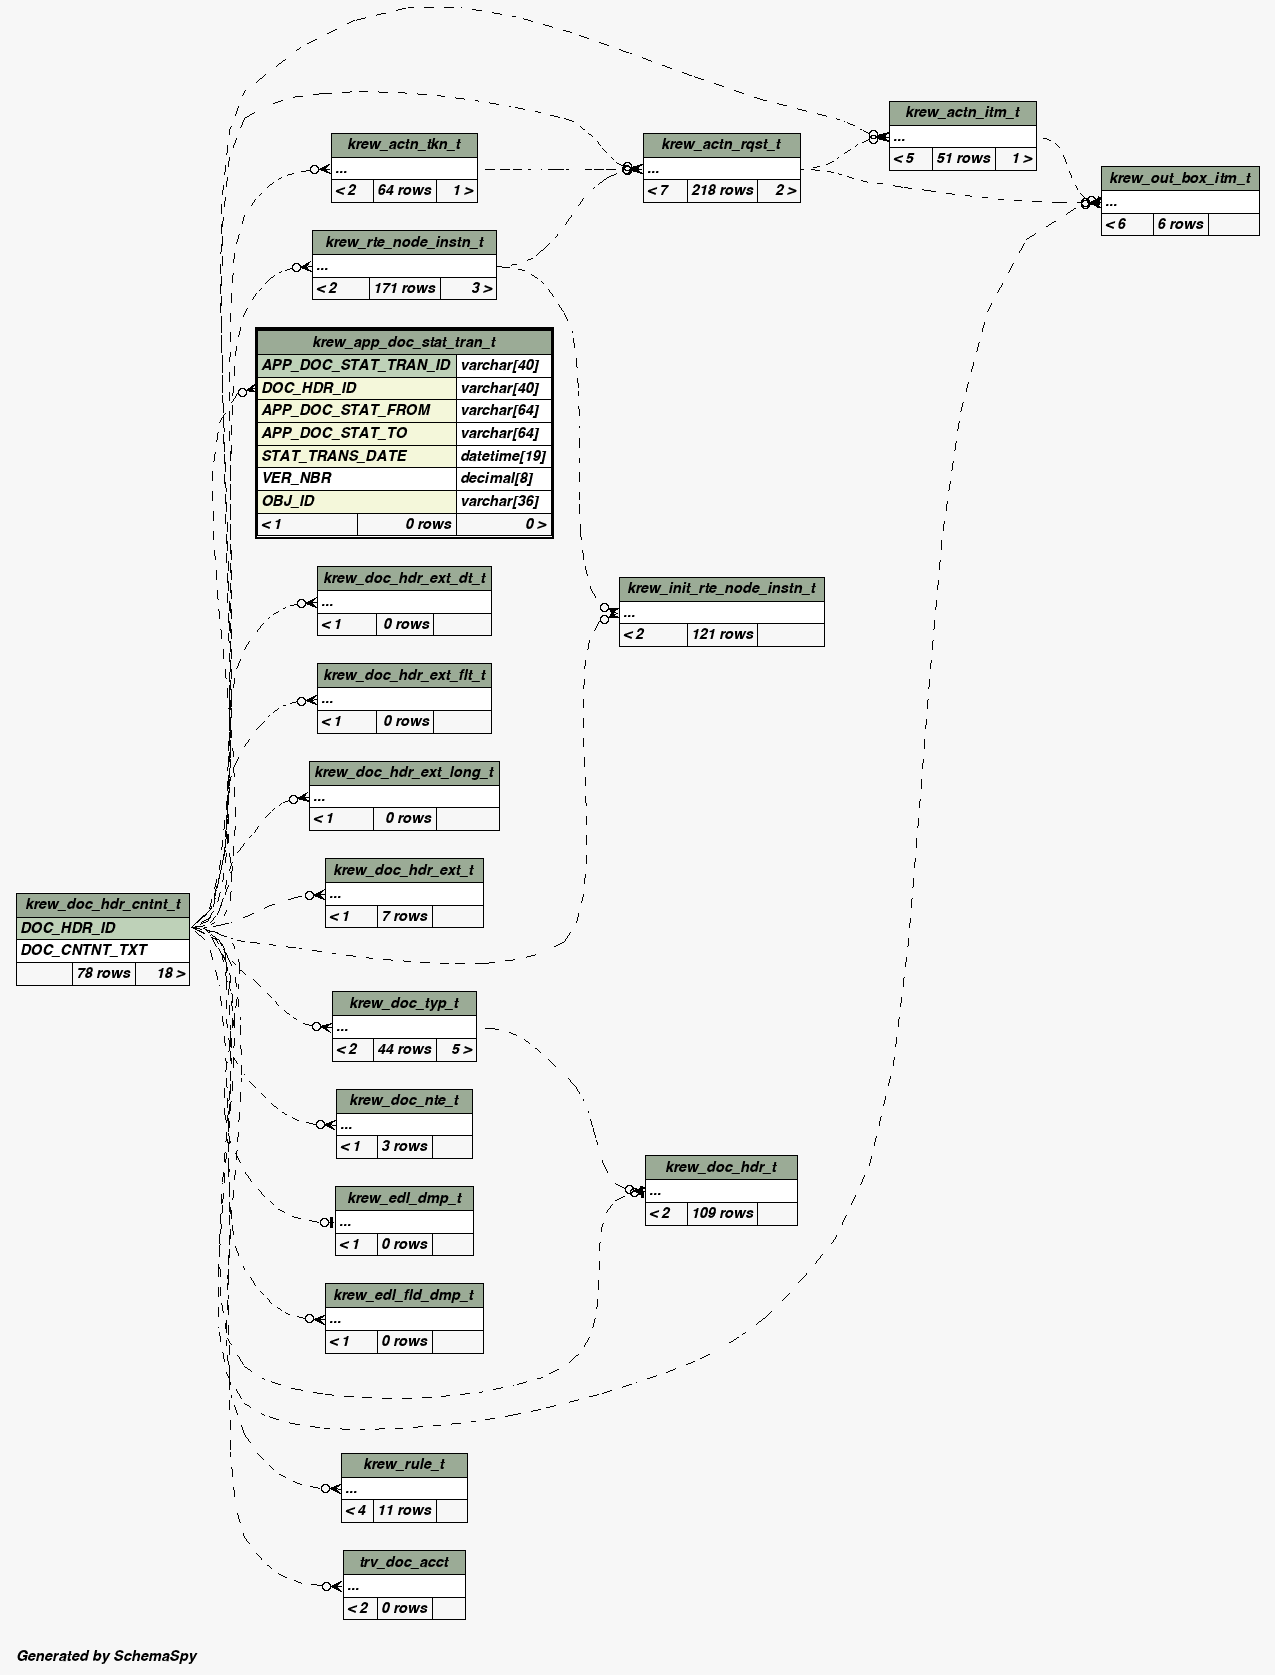 krew_actn_itm_t
...
< 5 51 rows 1 >
krew_actn_tkn_t
...
< 2 64 rows 1 >
krew_actn_rqst_t
...
< 7 218 rows 2 >
krew_out_box_itm_t
...
< 6 6 rows
krew_rte_node_instn_t
...
< 2 171 rows 3 >
krew_app_doc_stat_tran_t
APP_DOC_STAT_TRAN_ID varchar[40]
DOC_HDR_ID varchar[40]
APP_DOC_STAT_FROM varchar[64]
APP_DOC_STAT_TO varchar[64]
STAT_TRANS_DATE datetime[19]
VER_NBR decimal[8]
OBJ_ID varchar[36]
< 1 0 rows 0 >
krew_doc_hdr_ext_dt_t
...
< 1 0 rows
krew_init_rte_node_instn_t
...
< 2 121 rows
krew_doc_hdr_ext_flt_t
...
< 1 0 rows
krew_doc_hdr_ext_long_t
...
< 1 0 rows
krew_doc_hdr_ext_t
...
< 1 7 rows
krew_doc_hdr_cntnt_t
DOC_HDR_ID
DOC_CNTNT_TXT
78 rows 18 >
krew_doc_typ_t
...
< 2 44 rows 5 >
krew_doc_nte_t
...
< 1 3 rows
krew_doc_hdr_t
...
< 2 109 rows
krew_edl_dmp_t
...
< 1 0 rows
krew_edl_fld_dmp_t
...
< 1 0 rows
krew_rule_t
...
< 4 11 rows
trv_doc_acct
...
< 2 0 rows
Generated by SchemaSpy